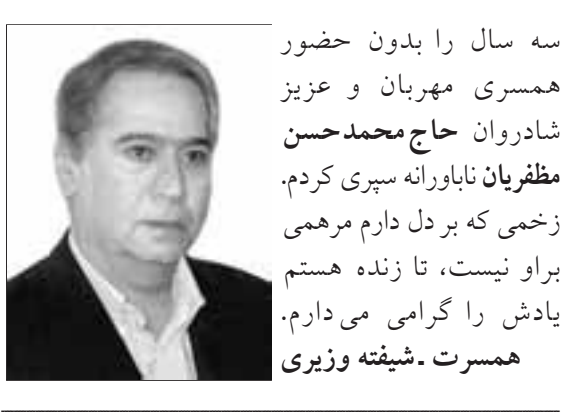 سه سال را بدون حضور
همسری مهربان و عزیز
شادروان حاج محمدحسن
مظفریان ناباورانه سپری کردم.
زخمی که بر دل دارم مرهمی
براو نیست، تا زنده هستم
یادش را گرامی می‌دارم.
همسرت ـ شیفته وزیری